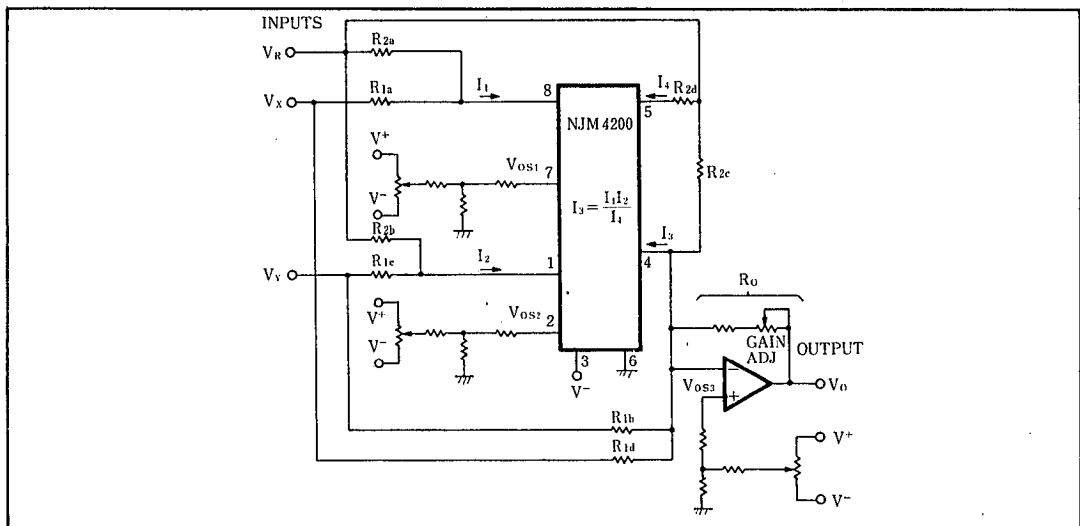 INPUTS
VR
R2a
VX
R1a
I1
8
I4
R2d
5
NJM 4200
V+
VOS1
7
V−
R2c
I3 = I1I2 / I4
R2b
I3
VY
R1c
I2
1
4
V+
VOS2
2
V−
3
6
V−
RO
GAIN ADJ
OUTPUT
−
VOS3
+
VO
R1b
R1d
V+
V−